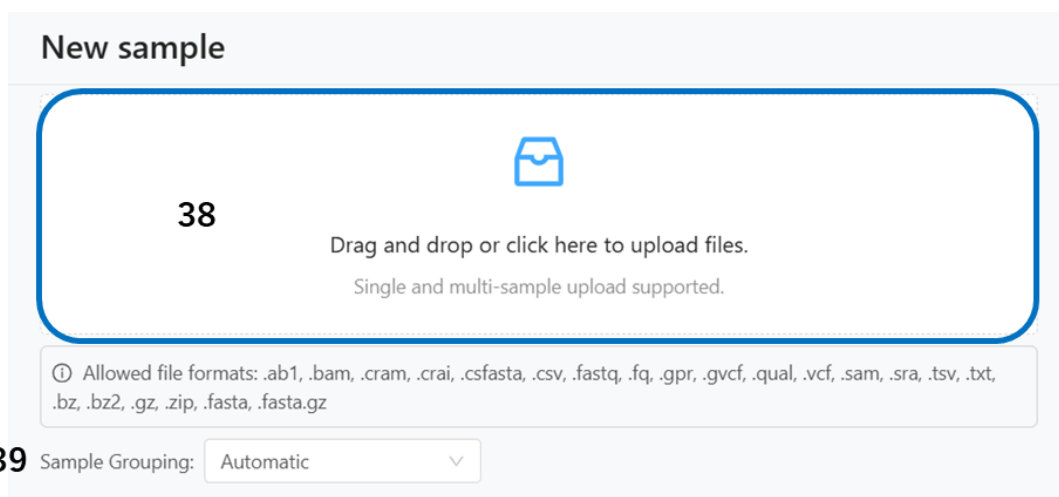 New sample
38
Drag and drop or click here to upload files.
Single and multi-sample upload supported.
Allowed file formats: .ab1, .bam, .cram, .crai, .csfasta, .csv, .fastq, .fq, .gpr, .gvcf, .qual, .vcf, .sam, .sra, .tsv, .txt,
.bz, .bz2, .gz, .zip, .fasta, .fasta.gz
39 Sample Grouping: Automatic